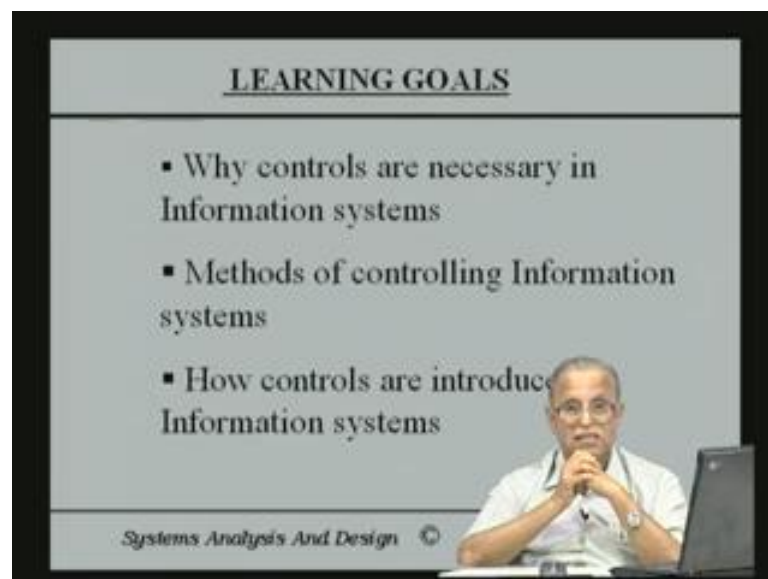 LEARNING GOALS
▪ Why controls are necessary in
Information systems
▪ Methods of controlling Information
systems
▪ How controls are introduc
Information systems
Systems Analysis And Design ©